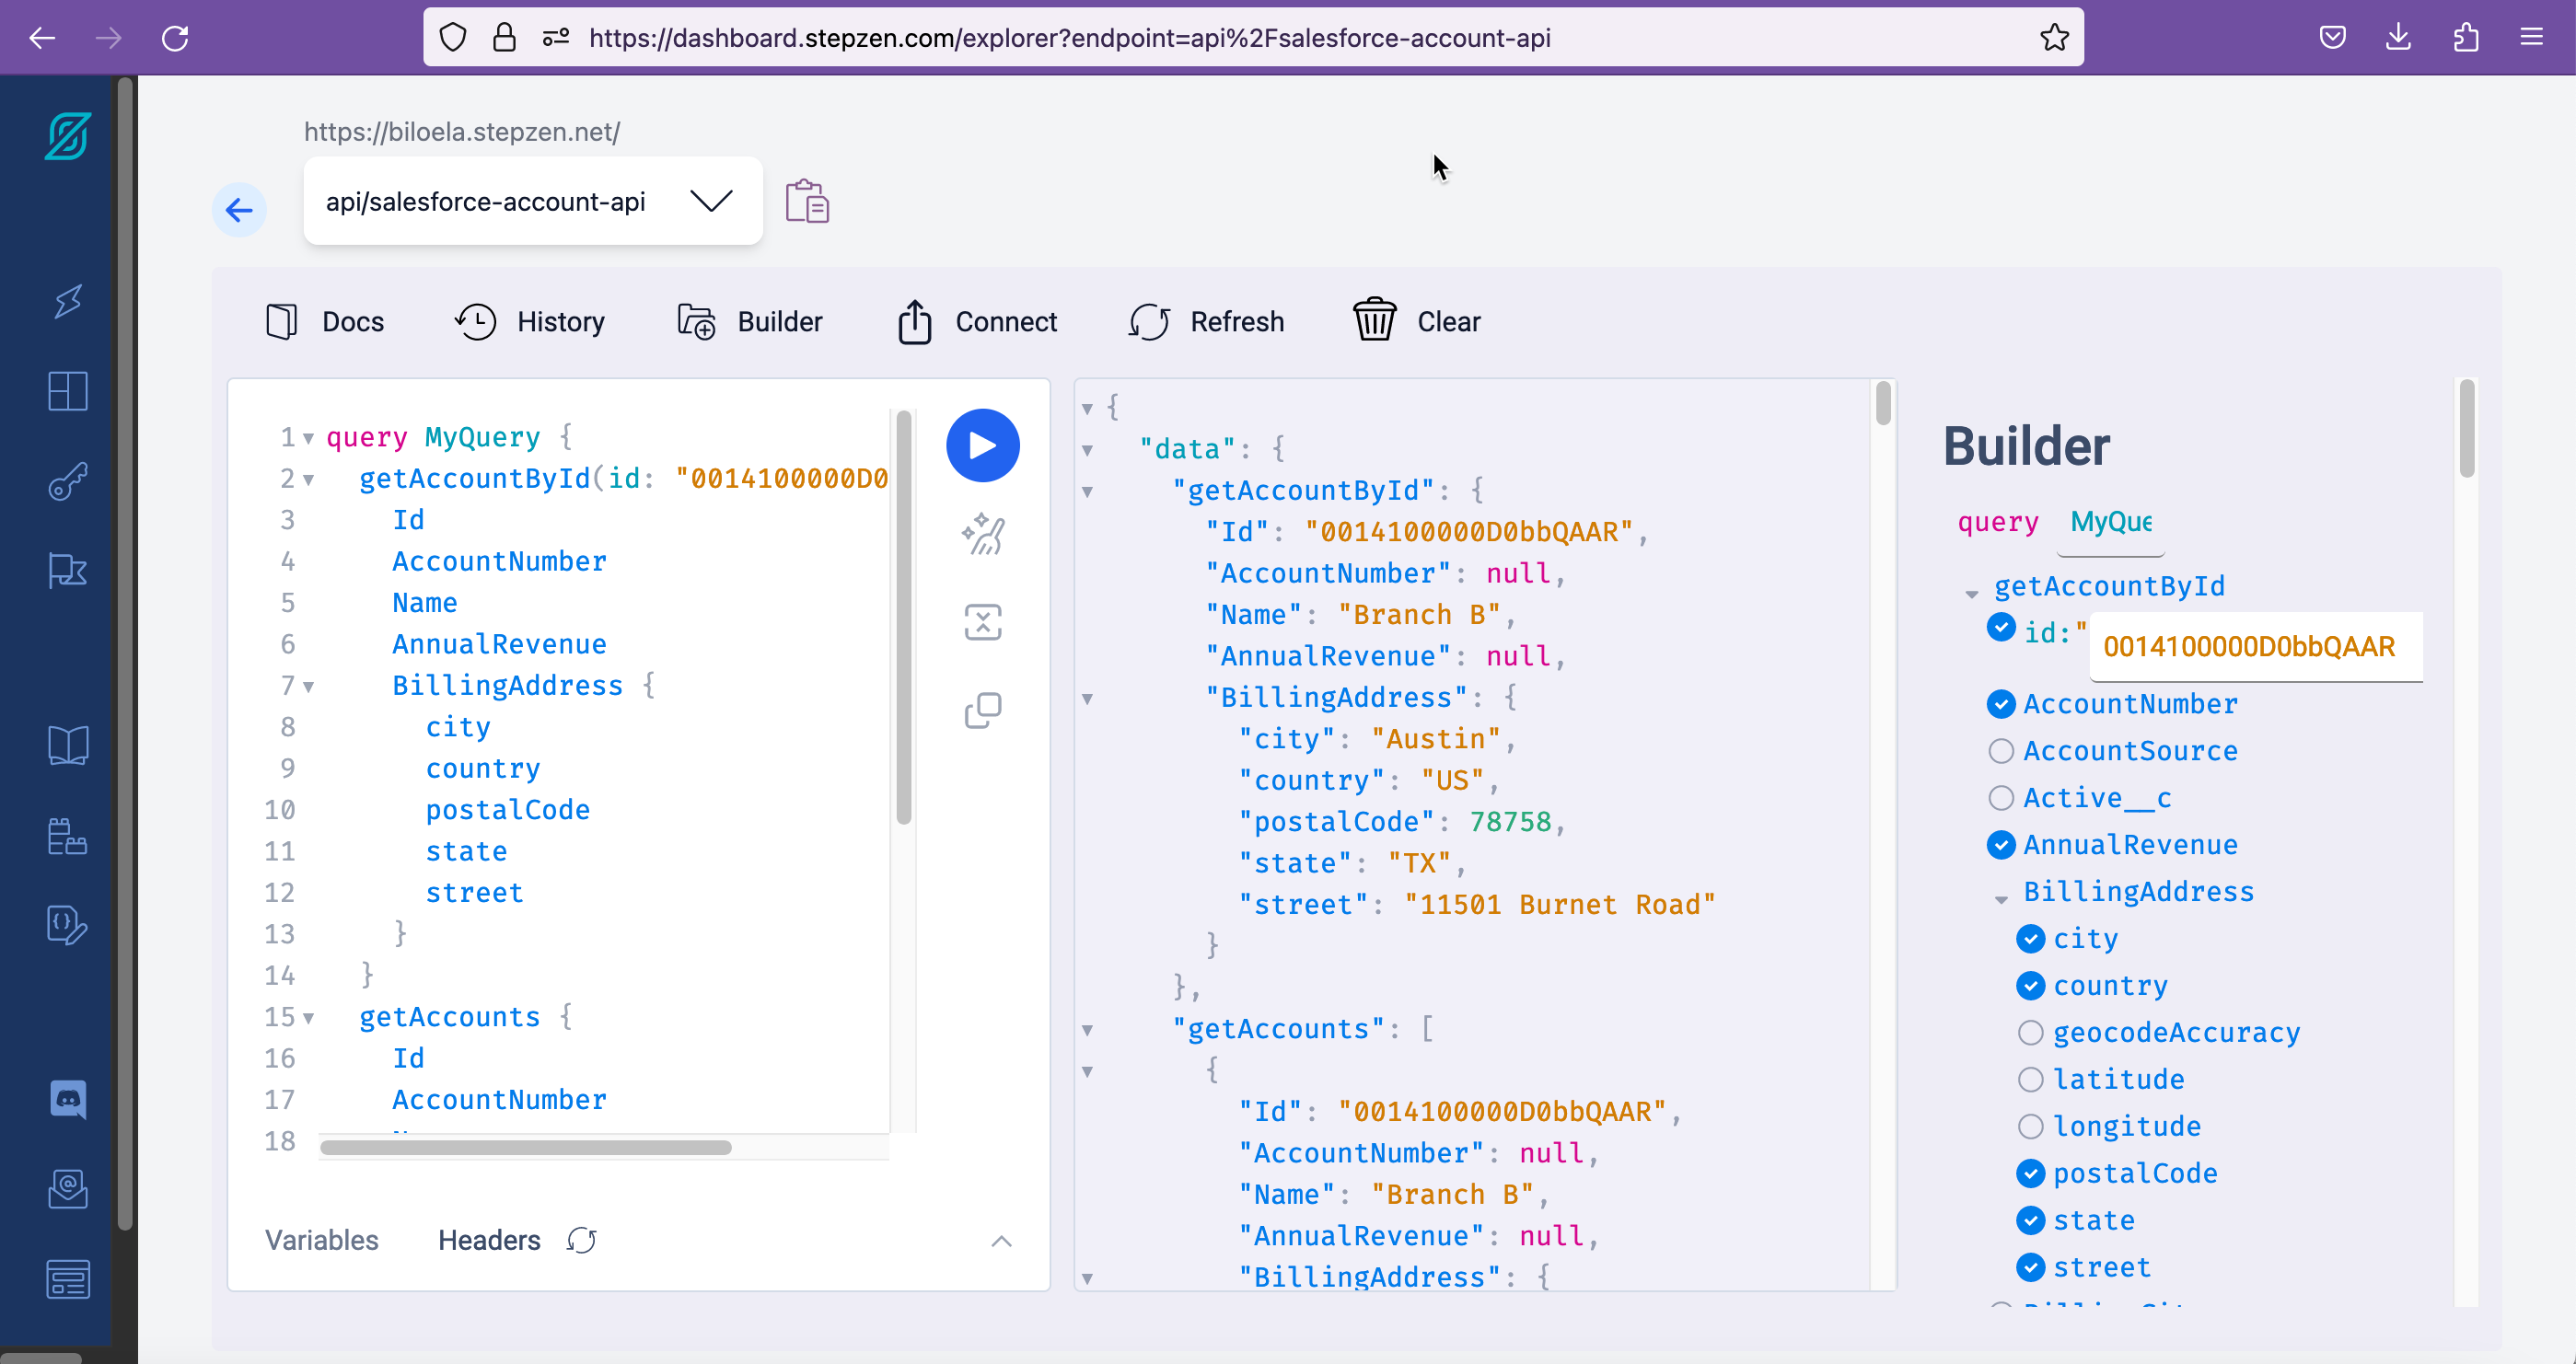 https://dashboard.stepzen.com/explorer?endpoint=api%2Fsalesforce-account-api
https://biloela.stepzen.net/
api/salesforce-account-api
Docs
History
Builder
Connect
Refresh
Clear
1 query MyQuery {
2 getAccountById(id: "0014100000D0
3 Id
4 AccountNumber
5 Name
6 AnnualRevenue
7 BillingAddress {
8 city
9 country
10 postalCode
11 state
12 street
13 }
14 }
15 getAccounts {
16 Id
17 AccountNumber
18
Variables
Headers
{
"data": {
"getAccountById": {
"Id": "0014100000D0bbQAAR",
"AccountNumber": null,
"Name": "Branch B",
"AnnualRevenue": null,
"BillingAddress": {
"city": "Austin",
"country": "US",
"postalCode": 78758,
"state": "TX",
"street": "11501 Burnet Road"
}
},
"getAccounts": [
{
"Id": "0014100000D0bbQAAR",
"AccountNumber": null,
"Name": "Branch B",
"AnnualRevenue": null,
"BillingAddress": {
Builder
query MyQue
getAccountById
id:" 0014100000D0bbQAAR
AccountNumber
AccountSource
Active__c
AnnualRevenue
BillingAddress
city
country
geocodeAccuracy
latitude
longitude
postalCode
state
street